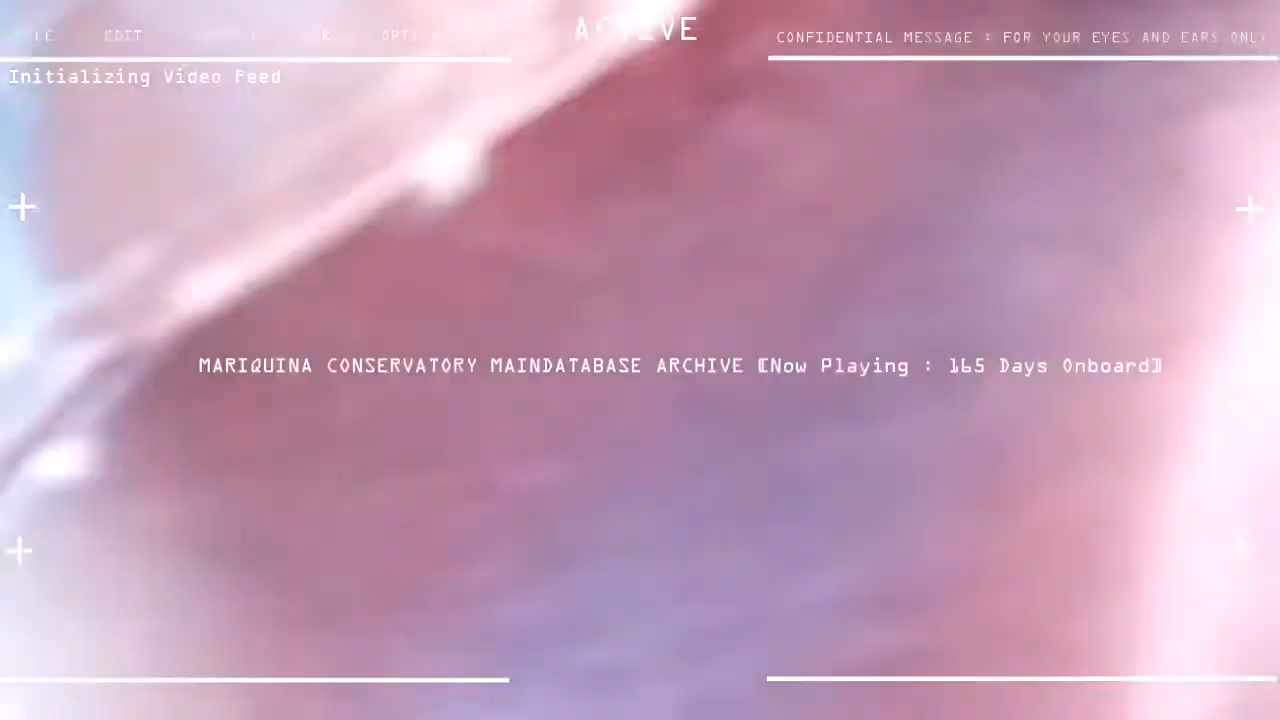 EDIT
ACTIVE
CONFIDENTIAL MESSAGE : FOR YOUR EYES AND EARS ONLY
Initializing Video Feed
MARIQUINA CONSERVATORY MAINDATABASE ARCHIVE [Now Playing : 165 Days Onboard]